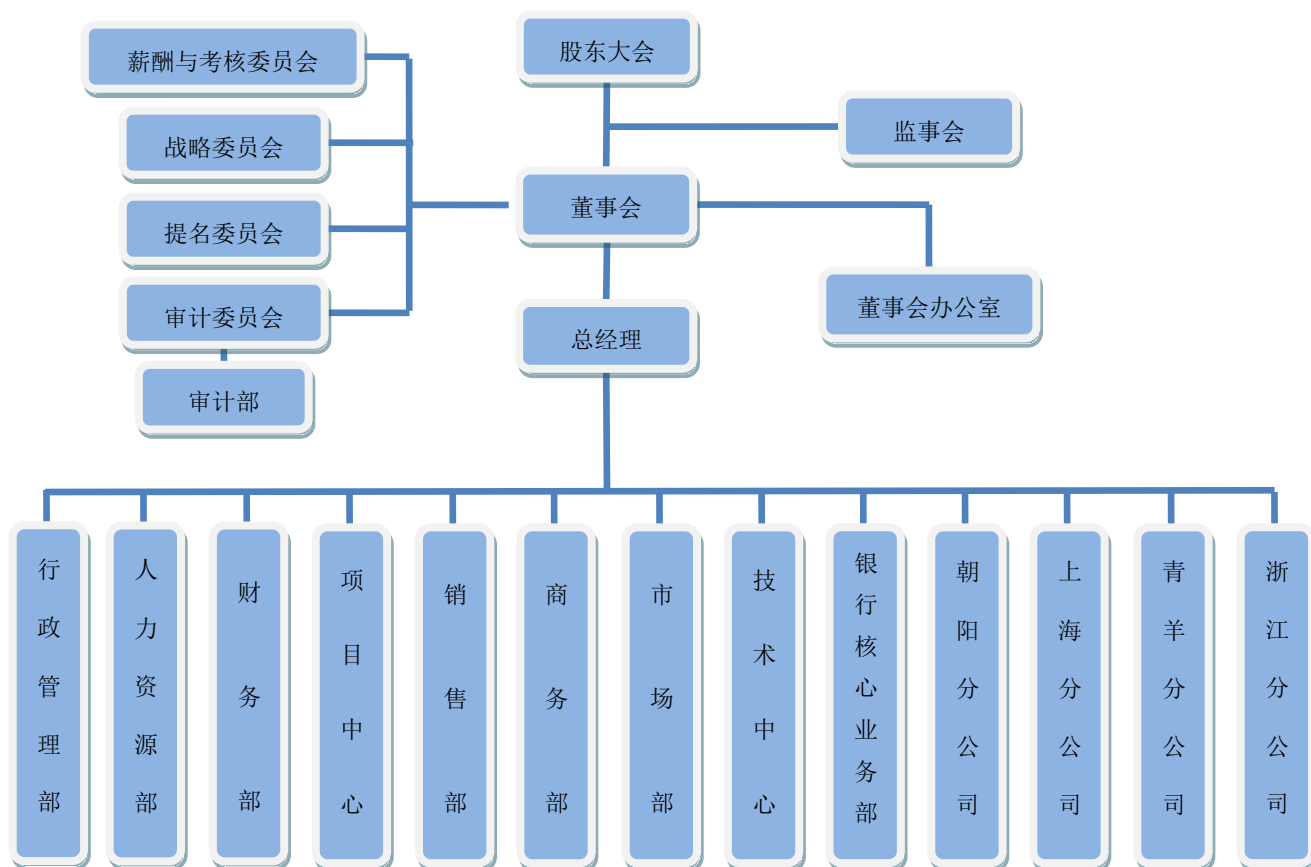 股东大会
薪酬与考核委员会
监事会
战略委员会
董事会
提名委员会
董事会办公室
审计委员会
总经理
审计部
行政管理部
人力资源部
财务部
项目中心
销售部
商务部
市场部
技术中心
银行核心业务部
朝阳分公司
上海分公司
青羊分公司
浙江分公司